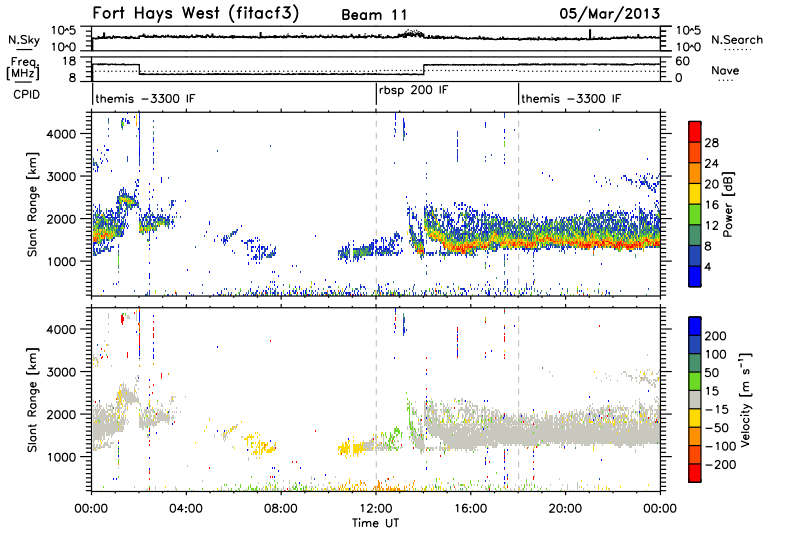 Fort Hays West (fitacf3) Beam 11 05/Mar/2013
N.Sky 10^5 10^0 10^5 10^0 N.Search
Freq. [MHz] 18 8 60 0 Nave
CPID themis -3300 IF rbsp 200 IF themis -3300 IF
Slant Range [km]
4000
3000
2000
1000
28
24
20
16
12
8
4
Power [dB]
Slant Range [km]
4000
3000
2000
1000
200
100
50
15
-15
-50
-100
-200
Velocity [m s⁻¹]
00:00 04:00 08:00 12:00 16:00 20:00 00:00
Time UT